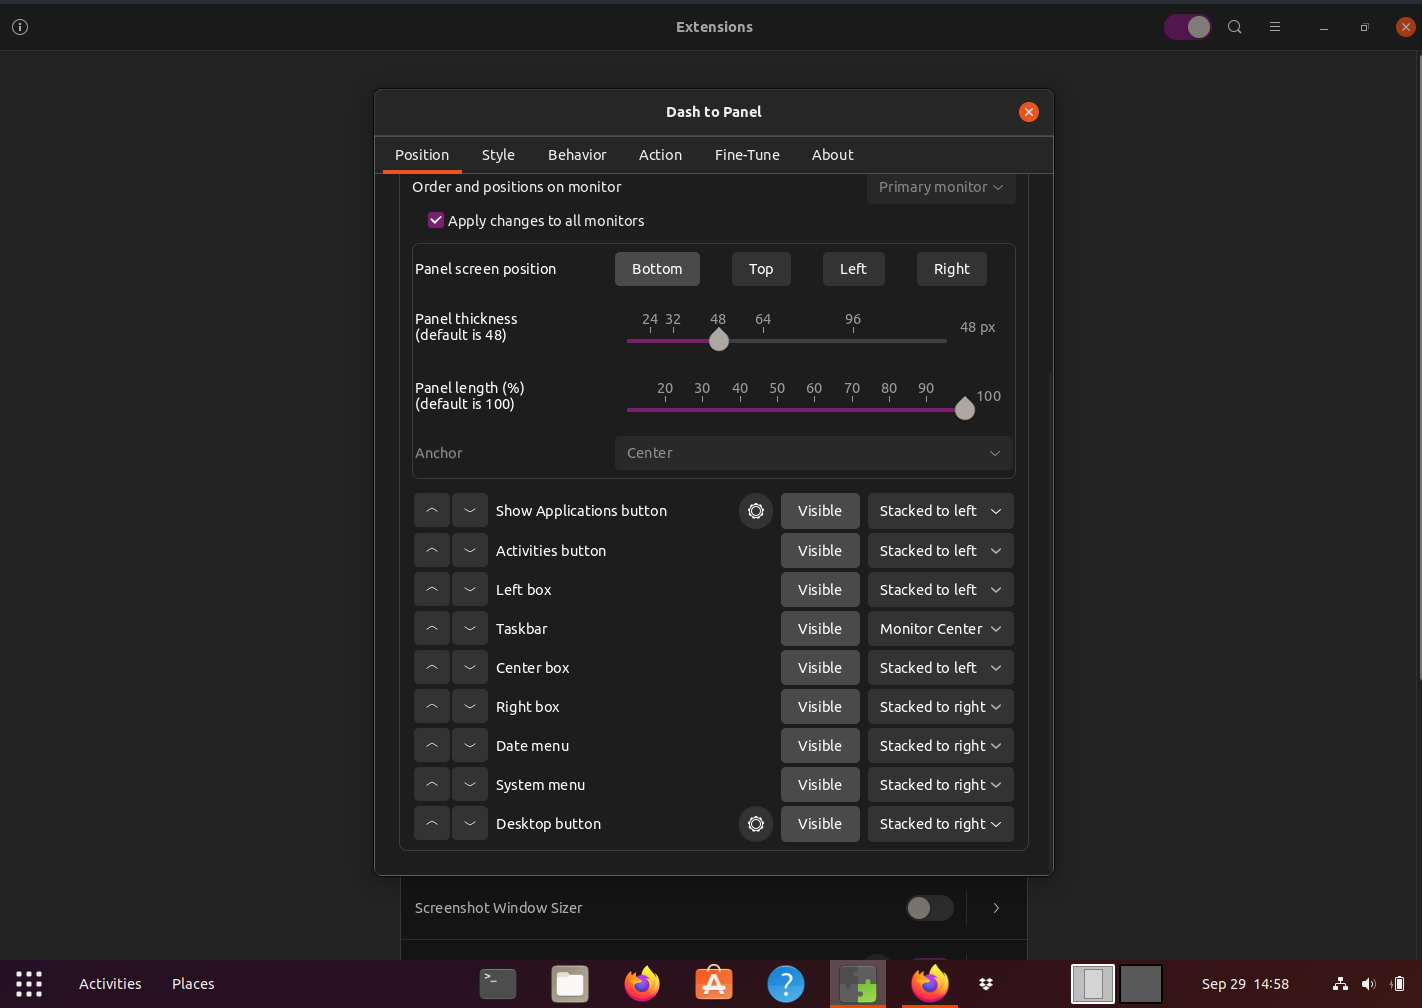 Extensions
Dash to Panel
Position Style Behavior Action Fine-Tune About
Order and positions on monitor Primary monitor
Apply changes to all monitors
Panel screen position Bottom Top Left Right
Panel thickness
(default is 48)
24 32 48 64 96
48 px
Panel length (%)
(default is 100)
20 30 40 50 60 70 80 90
100
Anchor Center
Show Applications button Visible Stacked to left
Activities button Visible Stacked to left
Left box Visible Stacked to left
Taskbar Visible Monitor Center
Center box Visible Stacked to left
Right box Visible Stacked to right
Date menu Visible Stacked to right
System menu Visible Stacked to right
Desktop button Visible Stacked to right
Screenshot Window Sizer
Activities Places >_ ? Sep 29 14:58